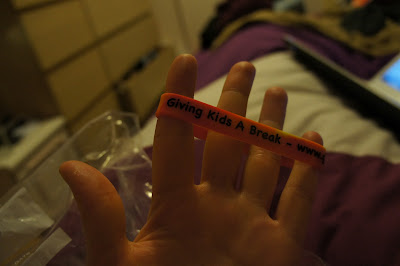 Giving Kids A Break - www.